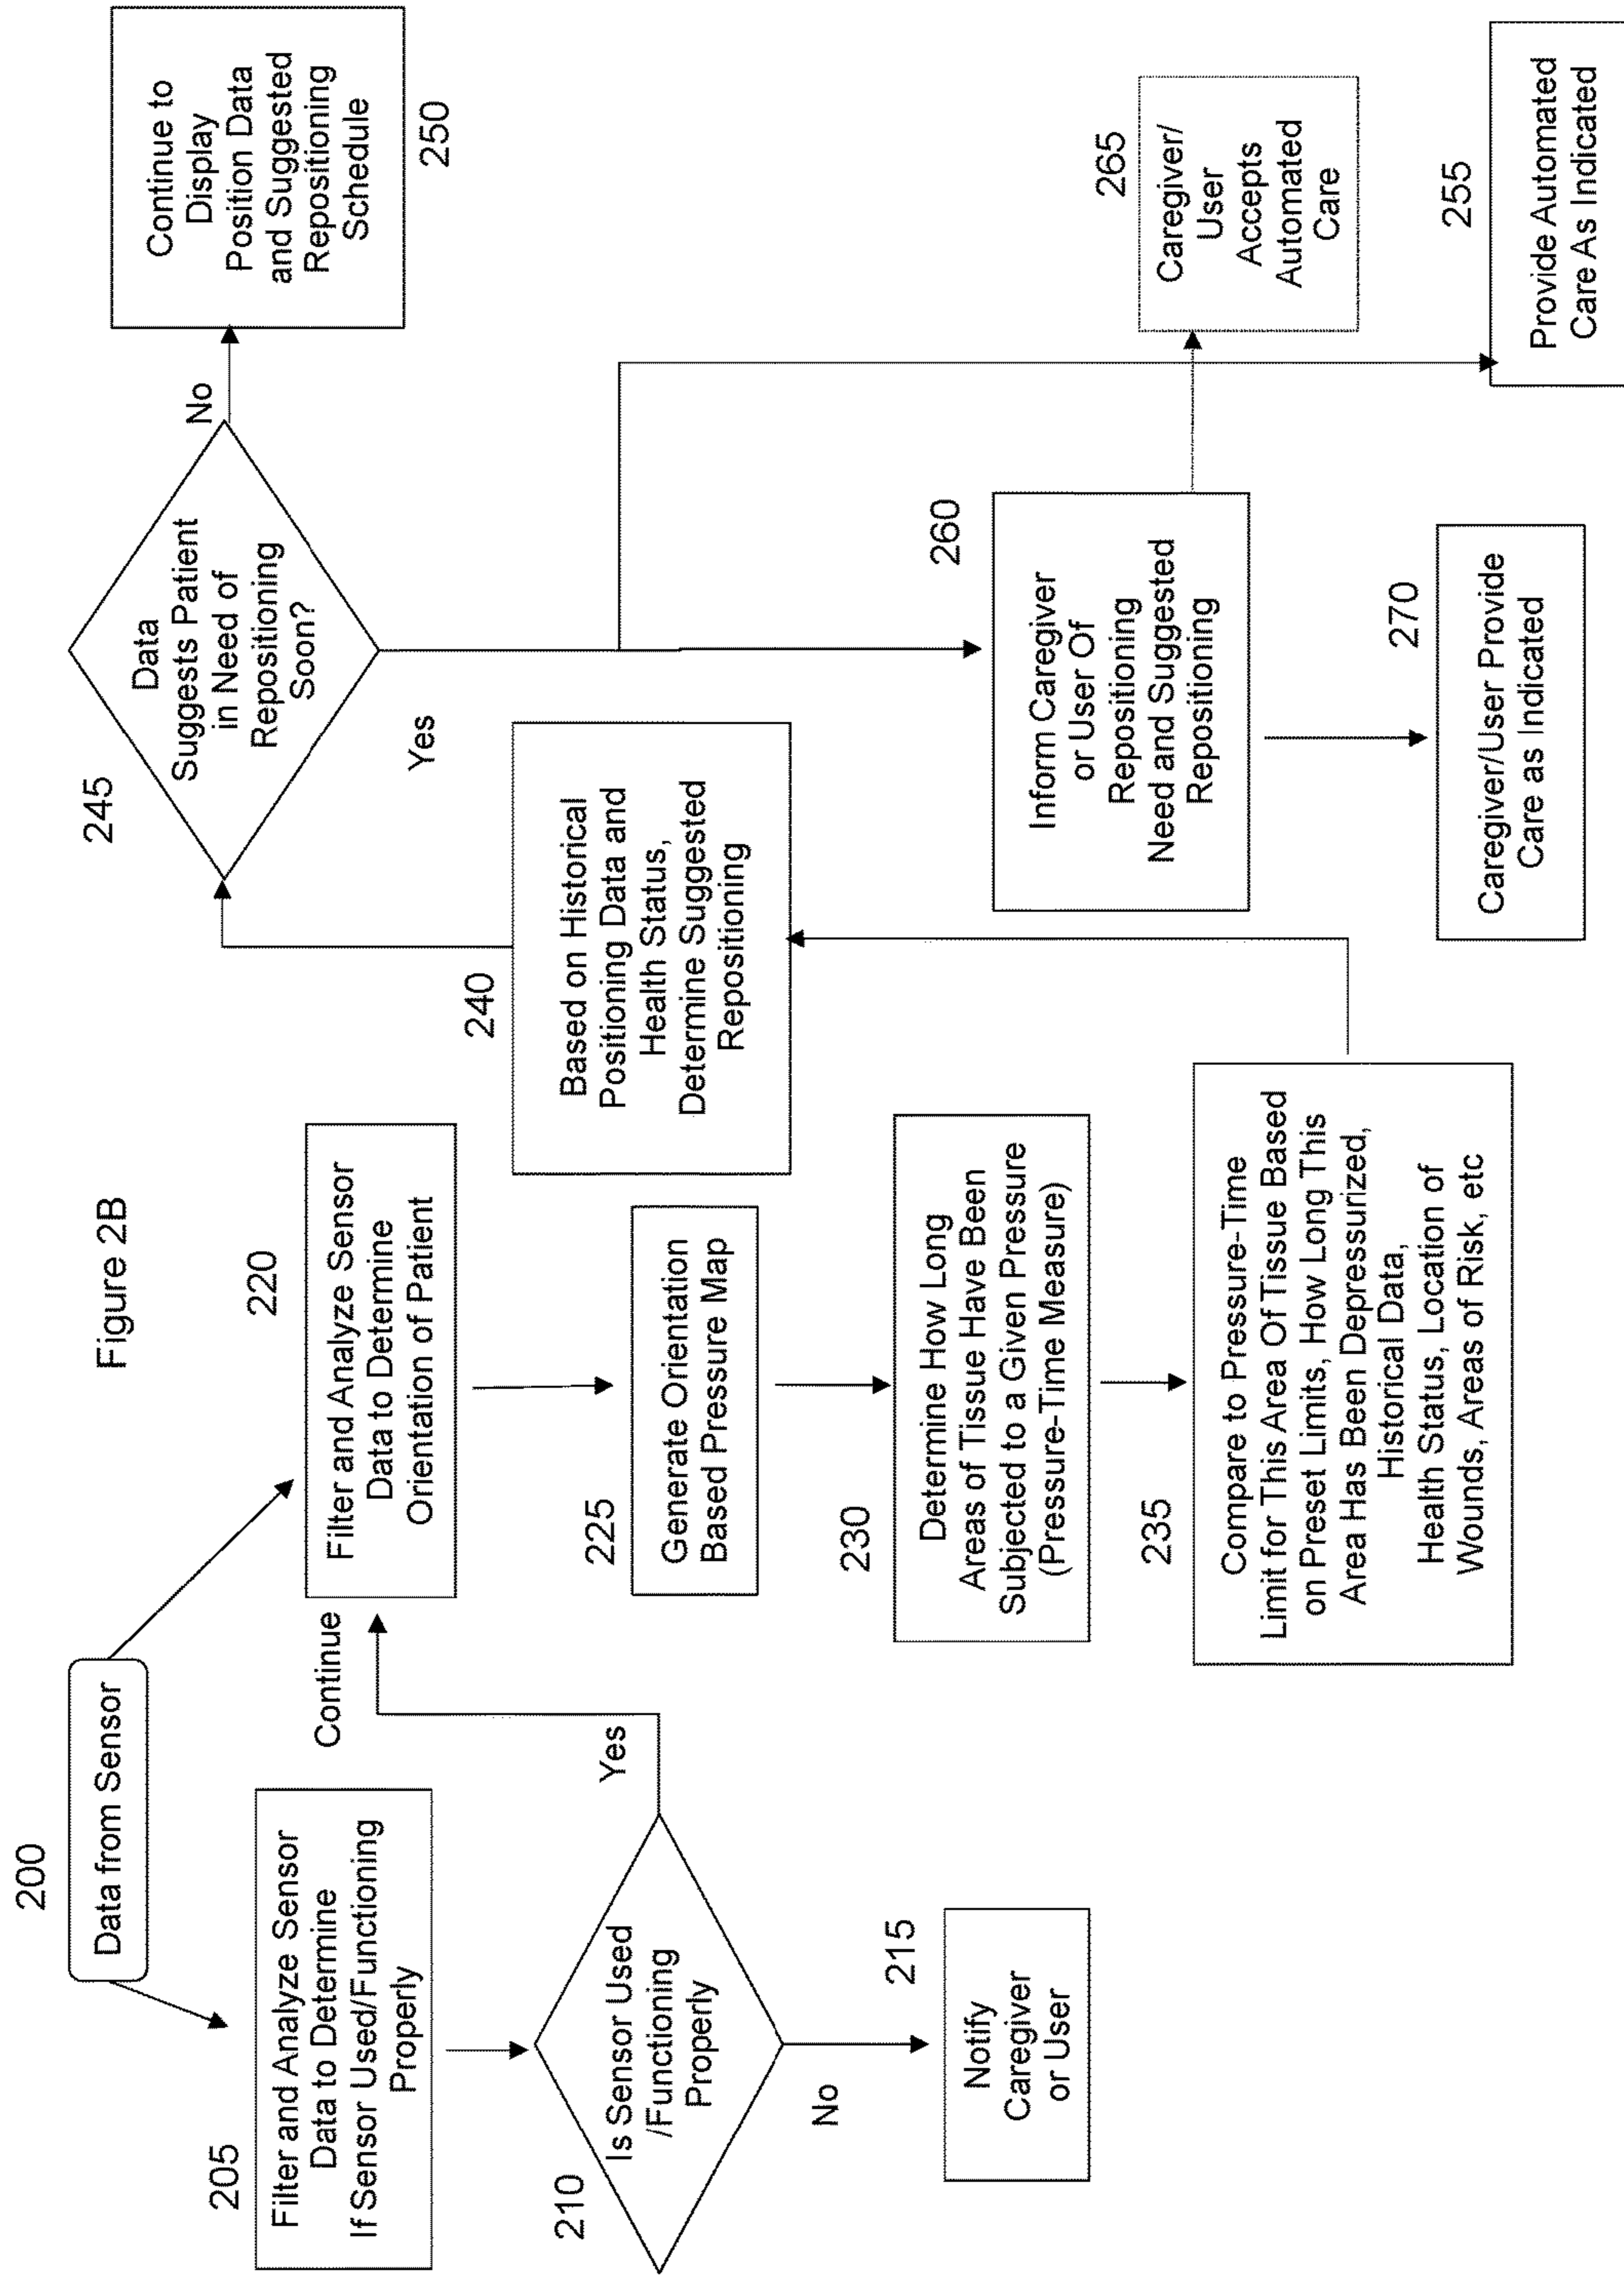 Figure 2B
200
Data from Sensor
205
Filter and Analyze Sensor
Data to Determine
If Sensor Used/Functioning
Properly
210
Is Sensor Used
/Functioning
Properly
Yes
Continue
No
215
Notify
Caregiver
or User
220
Filter and Analyze Sensor
Data to Determine
Orientation of Patient
225
Generate Orientation
Based Pressure Map
230
Determine How Long
Areas of Tissue Have Been
Subjected to a Given Pressure
(Pressure-Time Measure)
235
Compare to Pressure-Time
Limit for This Area Of Tissue Based
on Preset Limits, How Long This
Area Has Been Depressurized,
Historical Data,
Health Status, Location of
Wounds, Areas of Risk, etc
240
Based on Historical
Positioning Data and
Health Status,
Determine Suggested
Repositioning
245
Data
Suggests Patient
in Need of
Repositioning
Soon?
No
Yes
250
Continue to
Display
Position Data
and Suggested
Repositioning
Schedule
260
Inform Caregiver
or User Of
Repositioning
Need and Suggested
Repositioning
265
Caregiver/
User
Accepts
Automated
Care
255
Provide Automated
Care As Indicated
270
Caregiver/User Provide
Care as Indicated